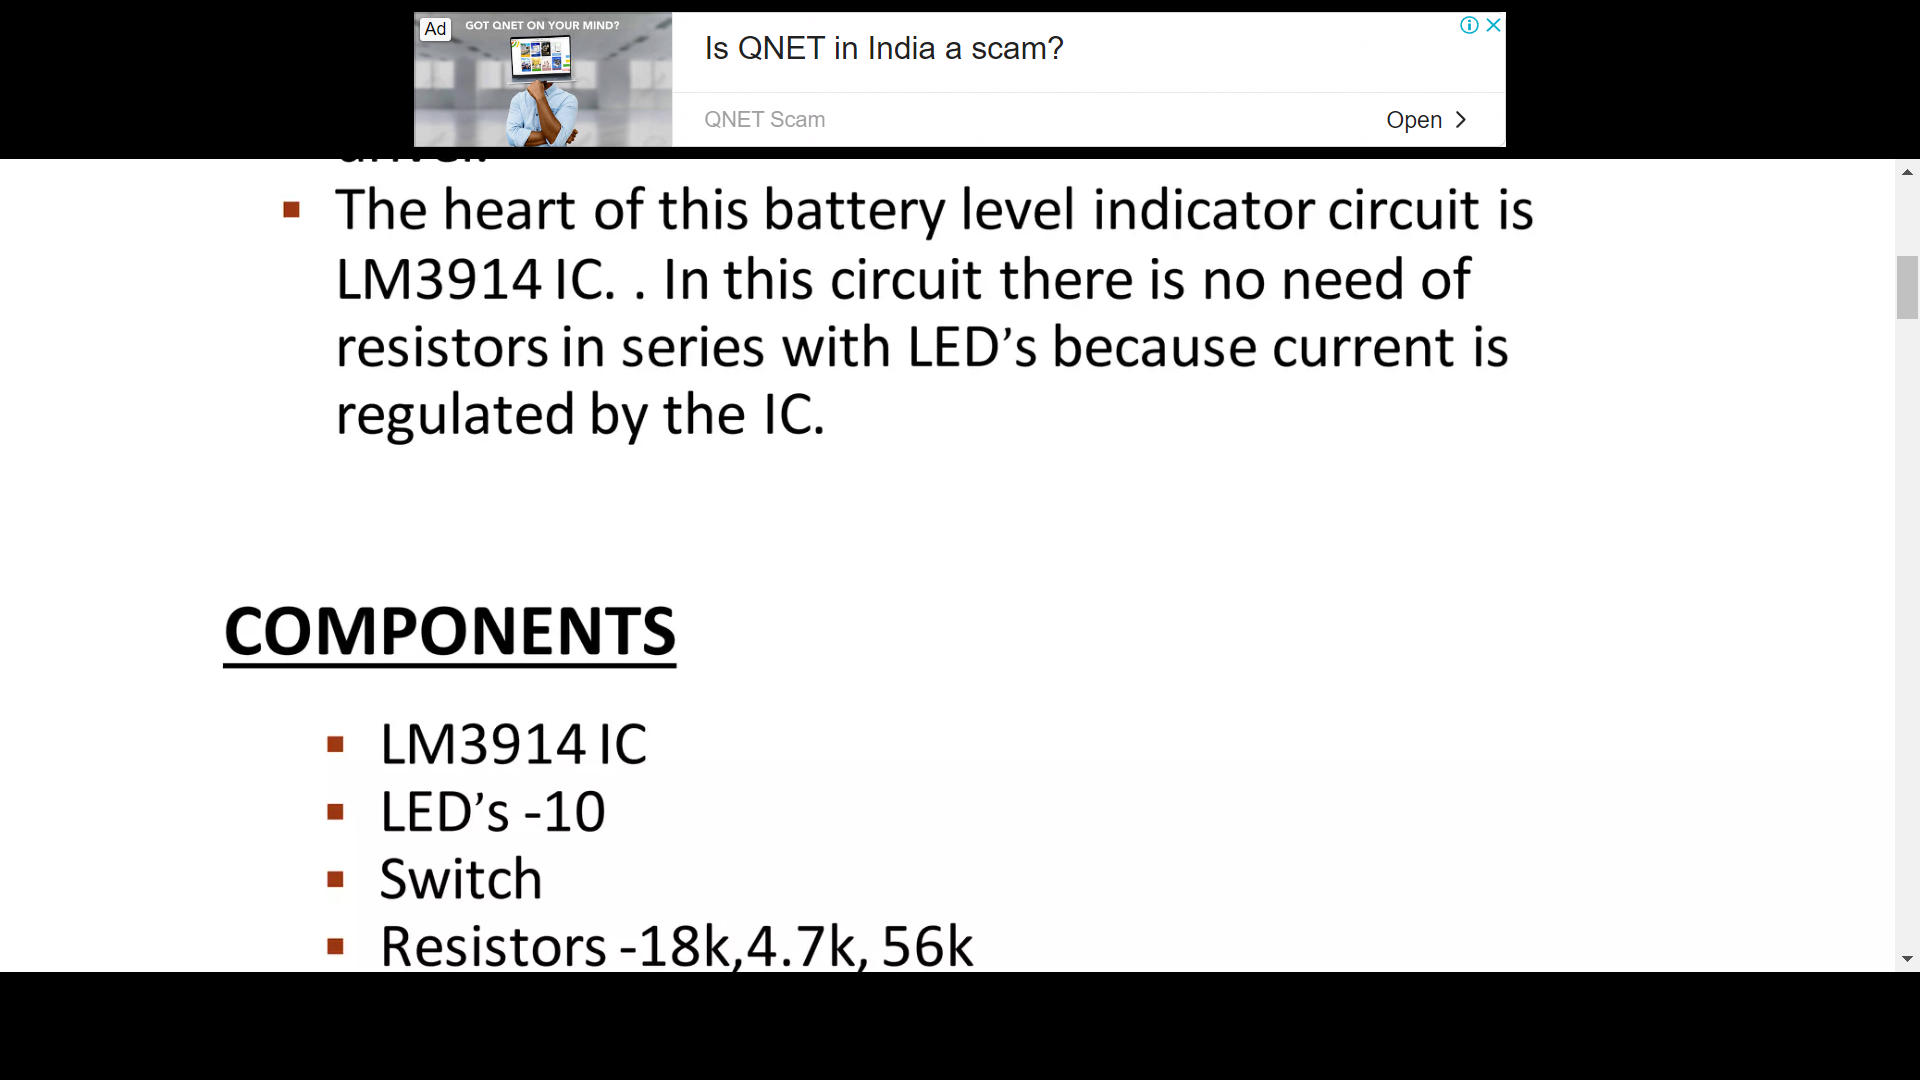 Ad
GOT QNET ON YOUR MIND?
Is QNET in India a scam?
QNET Scam
Open
The heart of this battery level indicator circuit is
LM3914 IC. . In this circuit there is no need of
resistors in series with LED’s because current is
regulated by the IC.
COMPONENTS
LM3914 IC
LED’s -10
Switch
Resistors -18k,4.7k, 56k